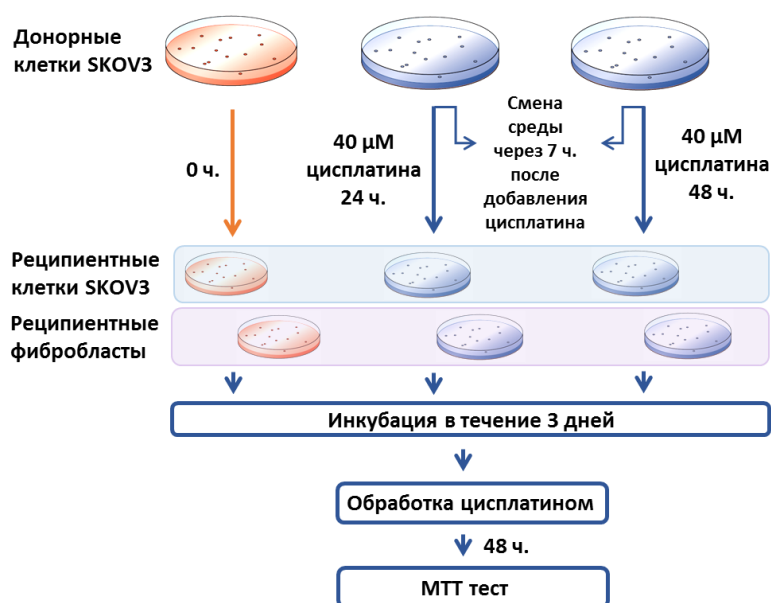 Донорные
клетки SKOV3
0 ч.
40 µM
цисплатина
24 ч.
Смена
среды
через 7 ч.
после
добавления
цисплатина
40 µM
цисплатина
48 ч.
Реципиентные
клетки SKOV3
Реципиентные
фибробласты
Инкубация в течение 3 дней
Обработка цисплатином
48 ч.
МТТ тест